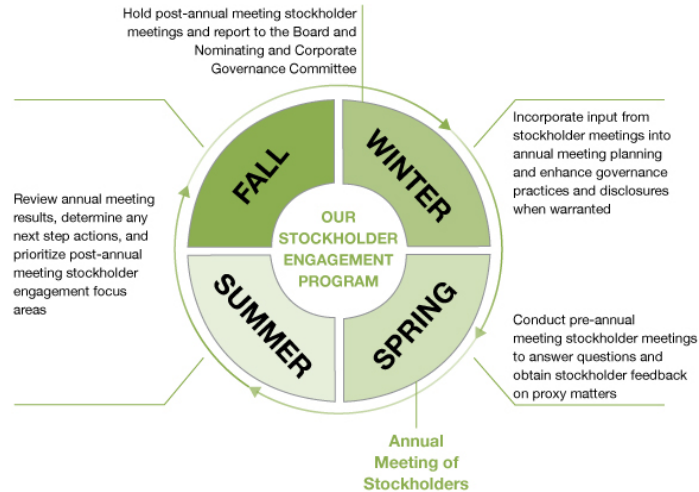 Hold post-annual meeting stockholder
meetings and report to the Board and
Nominating and Corporate
Governance Committee
Incorporate input from
stockholder meetings into
annual meeting planning
and enhance governance
practices and disclosures
when warranted
FALL
WINTER
Review annual meeting
results, determine any
next step actions, and
prioritize post-annual
meeting stockholder
engagement focus
areas
OUR
STOCKHOLDER
ENGAGEMENT
PROGRAM
SUMMER
SPRING
Conduct pre-annual
meeting stockholder meetings
to answer questions and
obtain stockholder feedback
on proxy matters
Annual
Meeting of
Stockholders